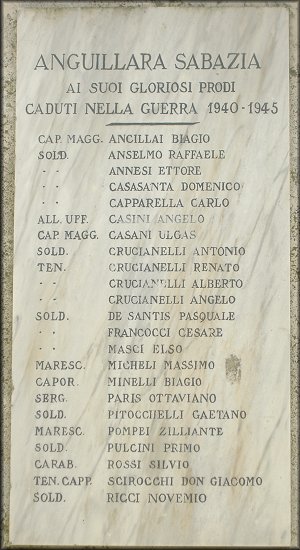 ANGUILLARA SABAZIA
AI SUOI GLORIOSI PRODI
CADUTI NELLA GUERRA 1940-1945
CAP. MAGG. ANCILLAI BIAGIO
SOLD. ANSELMO RAFFAELE
" " ANNESI ETTORE
" " CASASANTA DOMENICO
" " CAPPARELLA CARLO
ALL. UFF. CASINI ANGELO
CAP. MAGG. CASANI ULGAS
SOLD. CRUCIANELLI ANTONIO
TEN. CRUCIANELLI RENATO
" " CRUCIANELLI ALBERTO
" " CRUCIANELLI ANGELO
SOLD. DE SANTIS PASQUALE
" " FRANCOCCI CESARE
" " MASCI ELSO
MARESC. MICHELI MASSIMO
CAPOR. MINELLI BIAGIO
SERG. PARIS OTTAVIANO
SOLD. PITOCCHELLI GAETANO
MARESC. POMPEI ZILLIANTE
SOLD. PULCINI PRIMO
CARAB. ROSSI SILVIO
TEN. CAPP. SCIROCCHI DON GIACOMO
SOLD. RICCI NOVEMIO